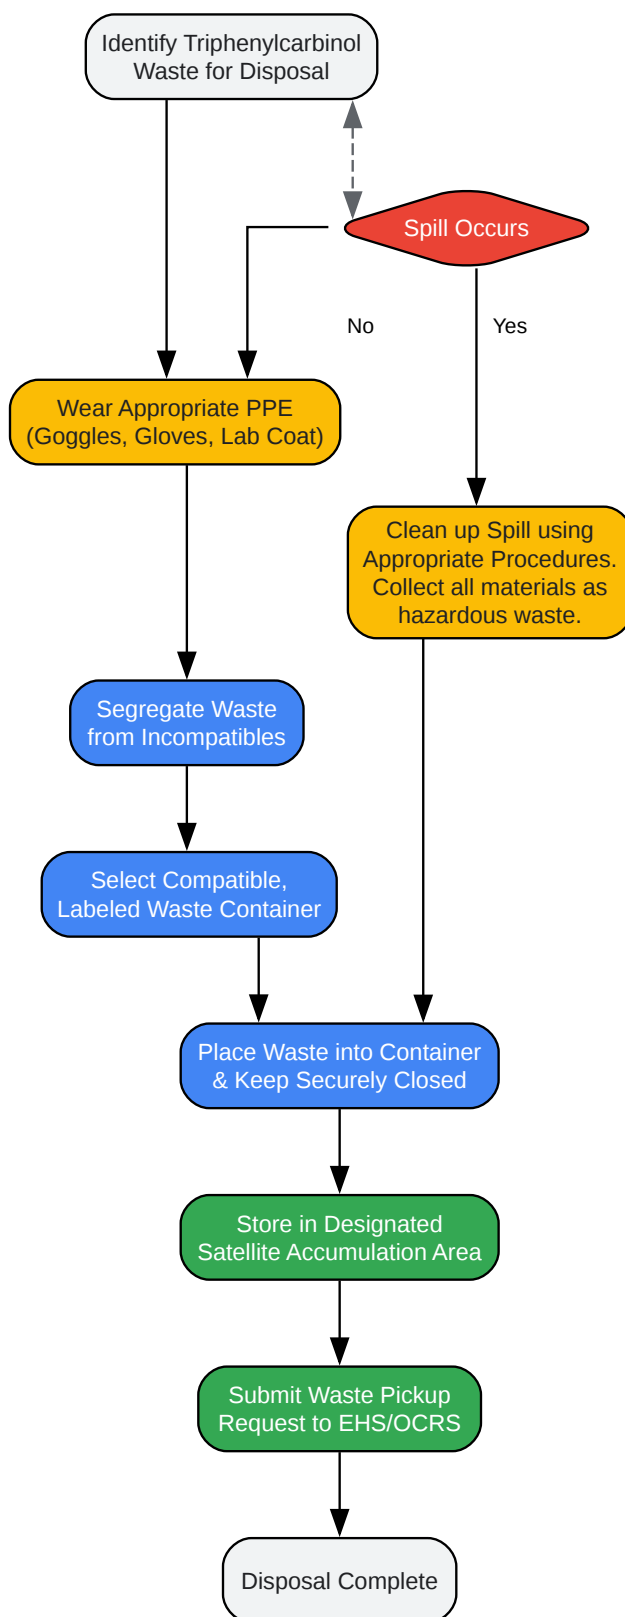 Identify Triphenylcarbinol
Waste for Disposal
Spill Occurs
No
Yes
Wear Appropriate PPE
(Goggles, Gloves, Lab Coat)
Clean up Spill using
Appropriate Procedures.
Collect all materials as
hazardous waste.
Segregate Waste
from Incompatibles
Select Compatible,
Labeled Waste Container
Place Waste into Container
& Keep Securely Closed
Store in Designated
Satellite Accumulation Area
Submit Waste Pickup
Request to EHS/OCRS
Disposal Complete